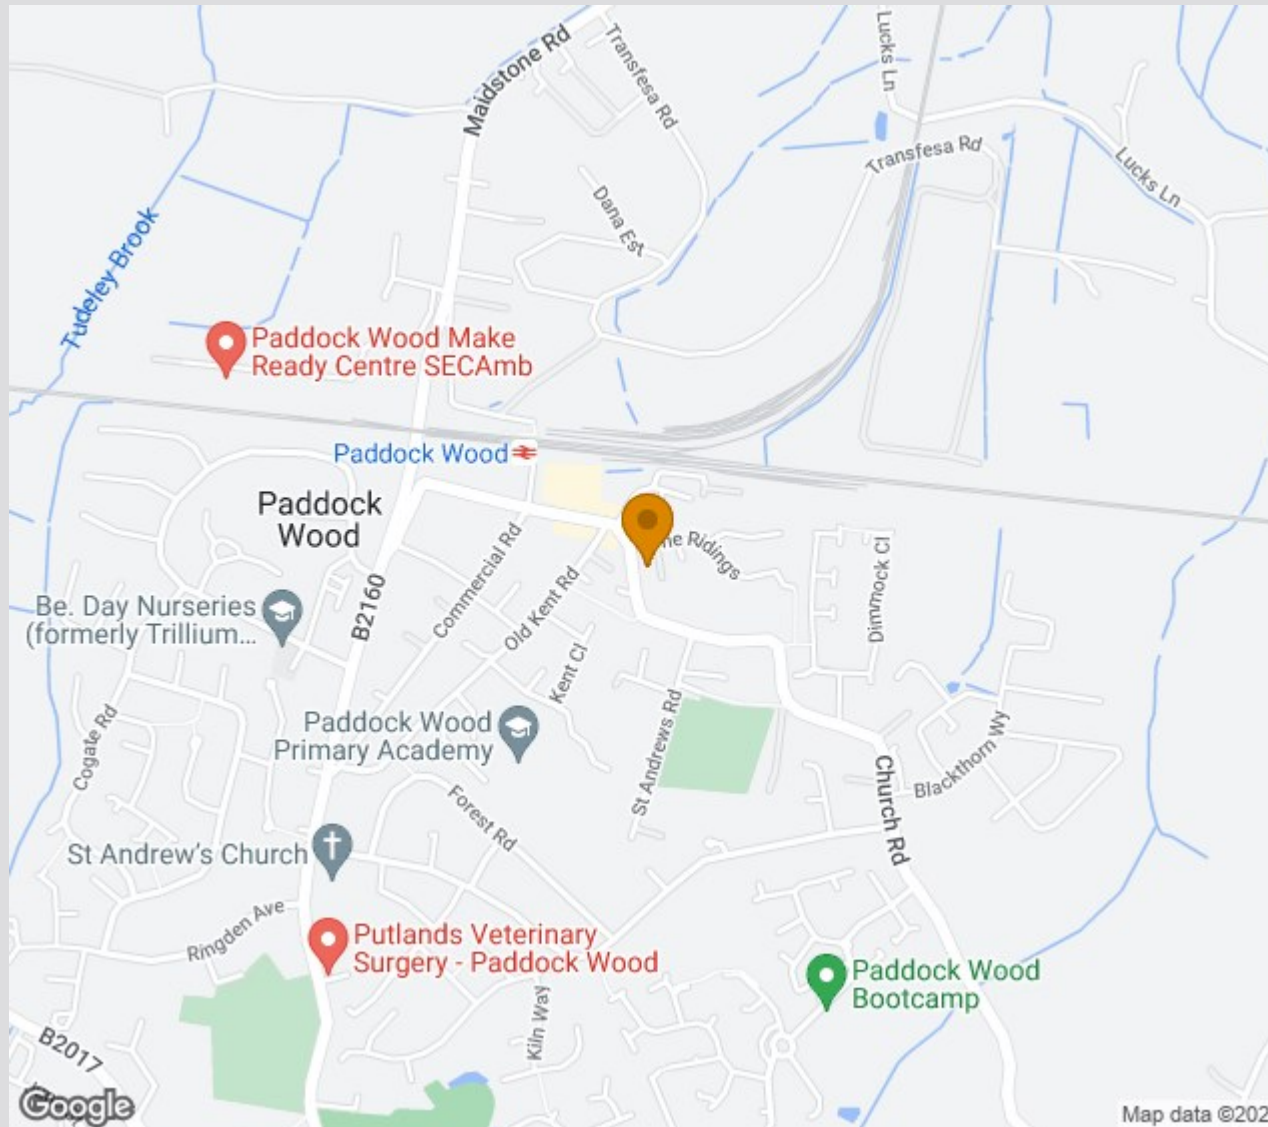 Maidstone Rd
Transfesa Rd
Lucks Ln
Transfesa Rd
Lucks Ln
Dana Est
Tudeley Brook
Paddock Wood Make
Ready Centre SECAmb
Paddock Wood
Paddock
Wood
Ridings
Commercial Rd
Dimmock Cl
Old Kent Rd
B2160
Be. Day Nurseries
(formerly Trillium...
Kent Cl
Cogate Rd
Paddock Wood
Primary Academy
St Andrews Rd
Blackthorn Wy
Church Rd
Forest Rd
St Andrew's Church
Ringden Ave
Putlands Veterinary
Surgery - Paddock Wood
Paddock Wood
Bootcamp
Kiln Way
B2017
Google
Map data ©202